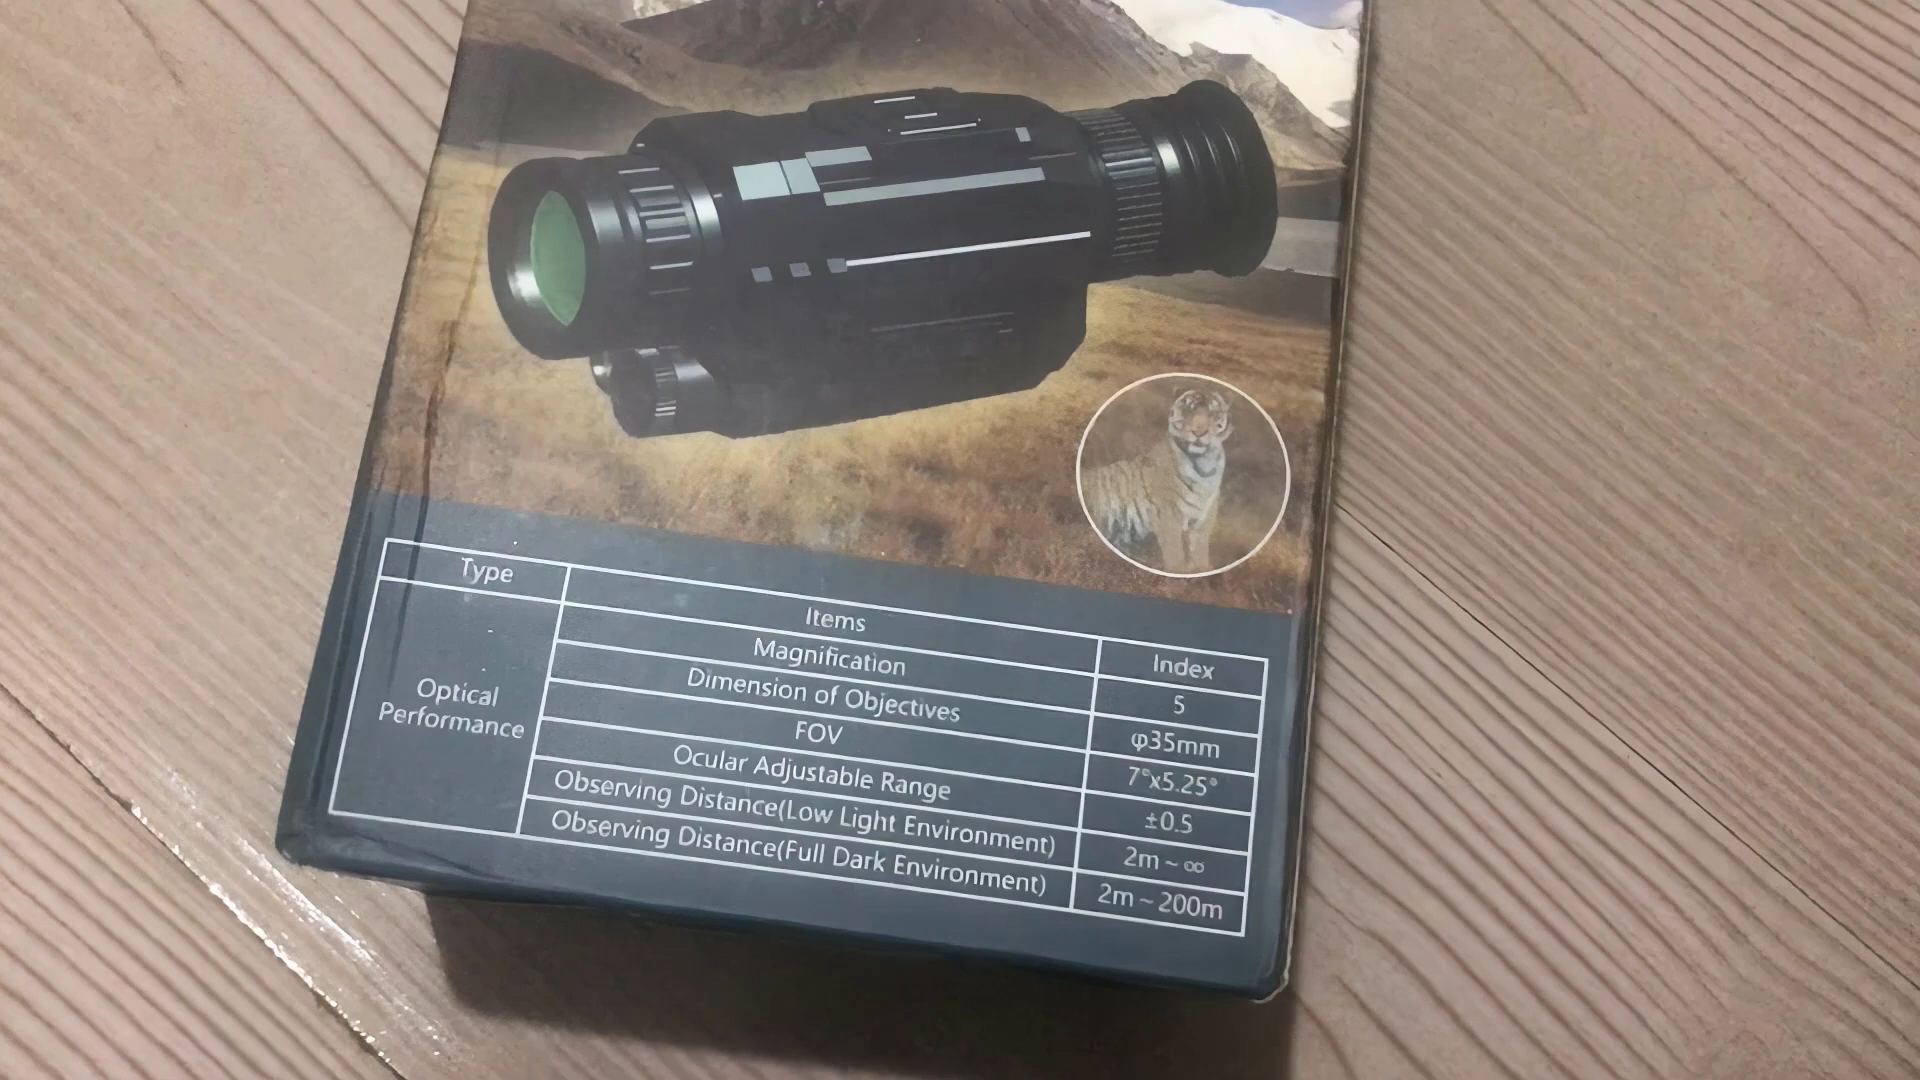 Type Items Index
Optical
Performance
Magnification 5
Dimension of Objectives φ35mm
FOV 7°x5.25°
Ocular Adjustable Range ±0.5
Observing Distance(Low Light Environment) 2m~∞
Observing Distance(Full Dark Environment) 2m~200m